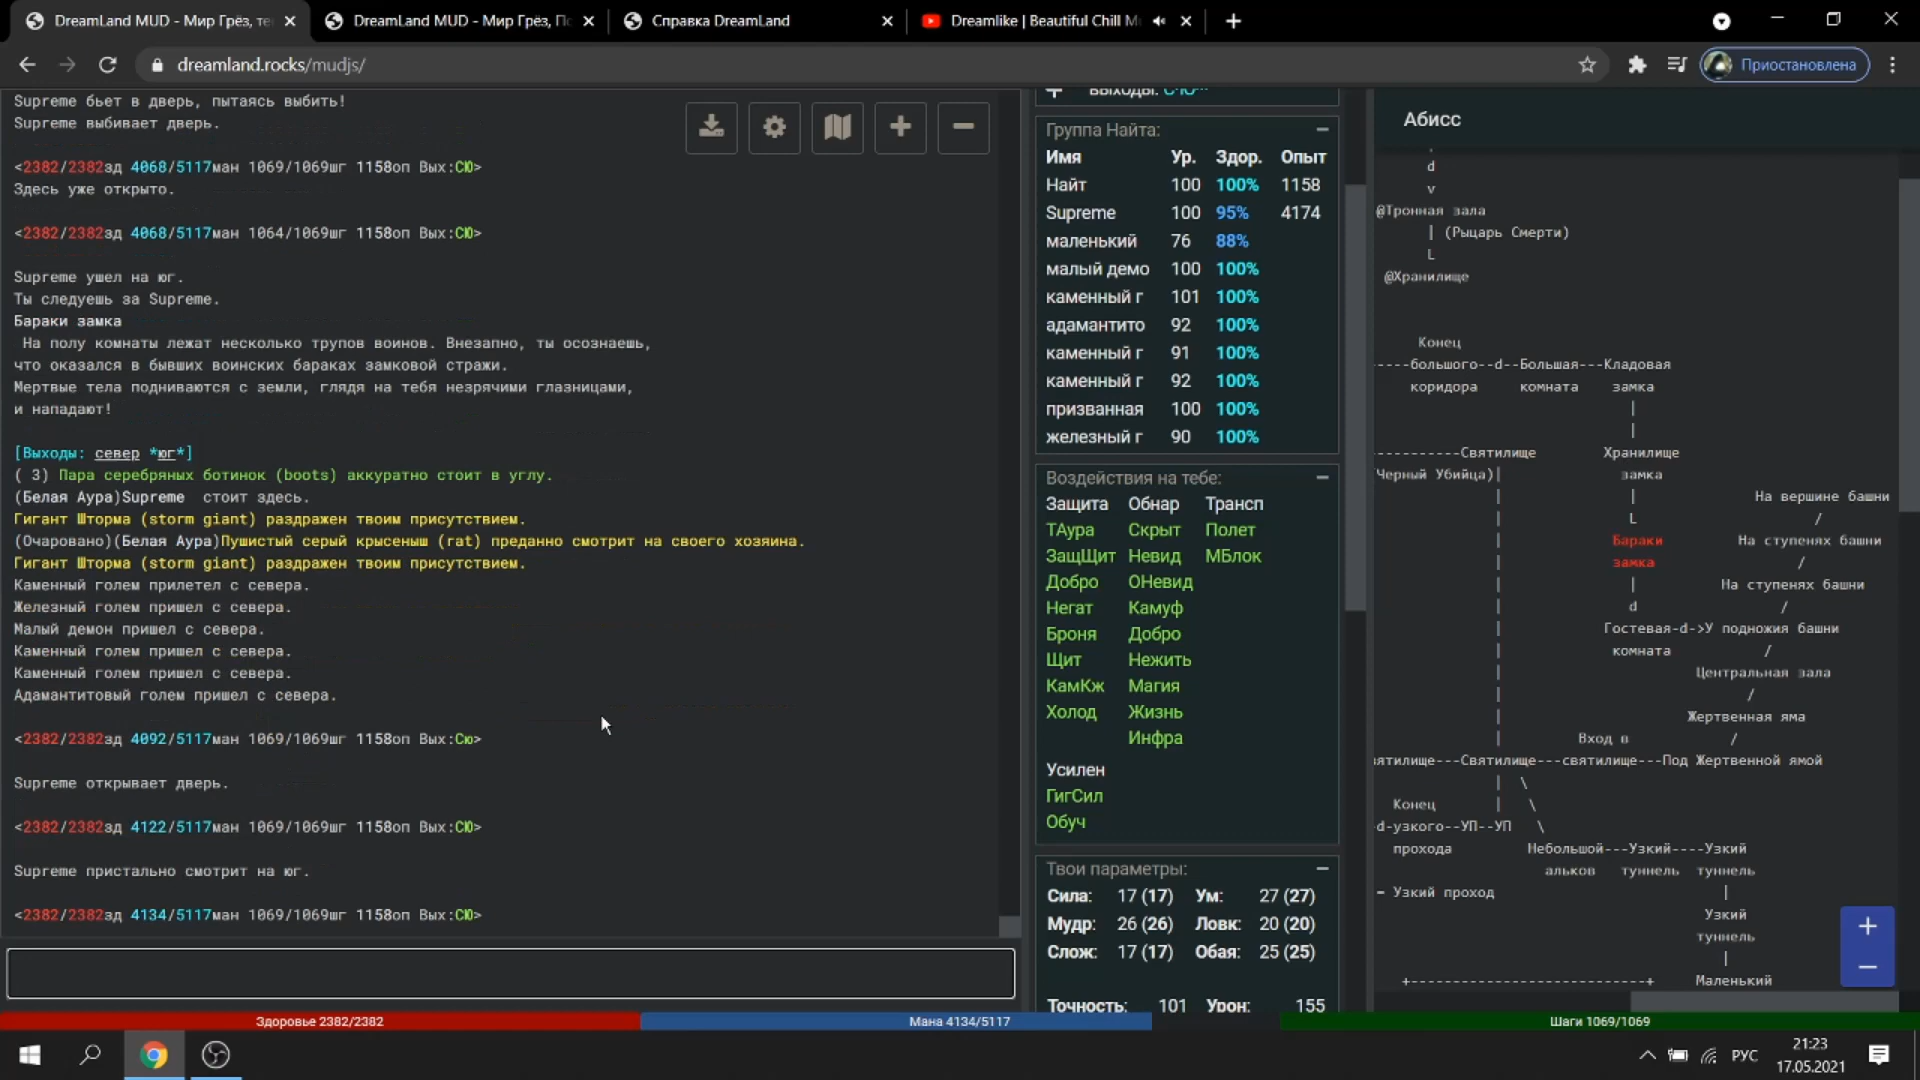 DreamLand MUD - Мир Грёз, те
DreamLand MUD - Мир Грёз, П
Справка DreamLand
Dreamlike | Beautiful Chill M
dreamland.rocks/mudjs/
Приостановлена
Supreme бьет в дверь, пытаясь выбить!
Supreme выбивает дверь.
<2382/2382зд 4068/5117ман 1069/1069шг 1158оп Вых:СЮ>
Здесь уже открыто.
<2382/2382зд 4068/5117ман 1064/1069шг 1158оп Вых:СЮ>
Supreme ушел на юг.
Ты следуешь за Supreme.
Бараки замка
На полу комнаты лежат несколько трупов воинов. Внезапно, ты осознаешь,
что оказался в бывших воинских бараках замковой стражи.
Мертвые тела поднимаются с земли, глядя на тебя незрячими глазницами,
и нападают!
[Выходы: север *юг*]
( 3) Пара серебряных ботинок (boots) аккуратно стоит в углу.
(Белая Аура)Supreme стоит здесь.
Гигант Шторма (storm giant) раздражен твоим присутствием.
(Очаровано)(Белая Аура)Пушистый серый крысеныш (rat) преданно смотрит на своего хозяина.
Гигант Шторма (storm giant) раздражен твоим присутствием.
Каменный голем прилетел с севера.
Железный голем пришел с севера.
Малый демон пришел с севера.
Каменный голем пришел с севера.
Каменный голем пришел с севера.
Адамантитовый голем пришел с севера.
<2382/2382зд 4092/5117ман 1069/1069шг 1158оп Вых:Сю>
Supreme открывает дверь.
<2382/2382зд 4122/5117ман 1069/1069шг 1158оп Вых:СЮ>
Supreme пристально смотрит на юг.
<2382/2382зд 4134/5117ман 1069/1069шг 1158оп Вых:СЮ>
Выходы:
Группа Найта:
Имя Ур. Здор. Опыт
Найт 100 100% 1158
Supreme 100 95% 4174
маленький 76 88%
малый демо 100 100%
каменный г 101 100%
адамантито 92 100%
каменный г 91 100%
каменный г 92 100%
призванная 100 100%
железный г 90 100%
Воздействия на тебе:
Защита Обнар Трансп
ТАура Скрыт Полет
ЗащЩит Невид МБлок
Добро ОНевид
Негат Камуф
Броня Добро
Щит Нежить
КамКж Магия
Холод Жизнь
Инфра
Усилен
ГигСил
Обуч
Твои параметры:
Сила: 17 (17) Ум: 27 (27)
Мудр: 26 (26) Ловк: 20 (20)
Слож: 17 (17) Обая: 25 (25)
Точность: 101 Урон: 155
Абисс
d
v
@Тронная зала
| (Рыцарь Смерти)
L
@Хранилище
Конец
----большого--d--Большая---Кладовая
коридора комната замка
|
|
-----------Святилище Хранилище
Черный Убийца)| замка
| | На вершине башни
| L /
| Бараки На ступенях башни
| замка /
| | На ступенях башни
| d /
| Гостевая-d->У подножия башни
| комната /
| Центральная зала
| /
| Жертвенная яма
| Вход в /
ятилище---Святилище---святилище---Под Жертвенной ямой
| \
Конец | \
-d-узкого--УП--УП \
прохода Небольшой---Узкий----Узкий
альков туннель туннель
- Узкий проход |
Узкий
туннель
|
+---------------------------+ Маленький
Здоровье 2382/2382
Мана 4134/5117
Шаги 1069/1069
РУС
21:23
17.05.2021